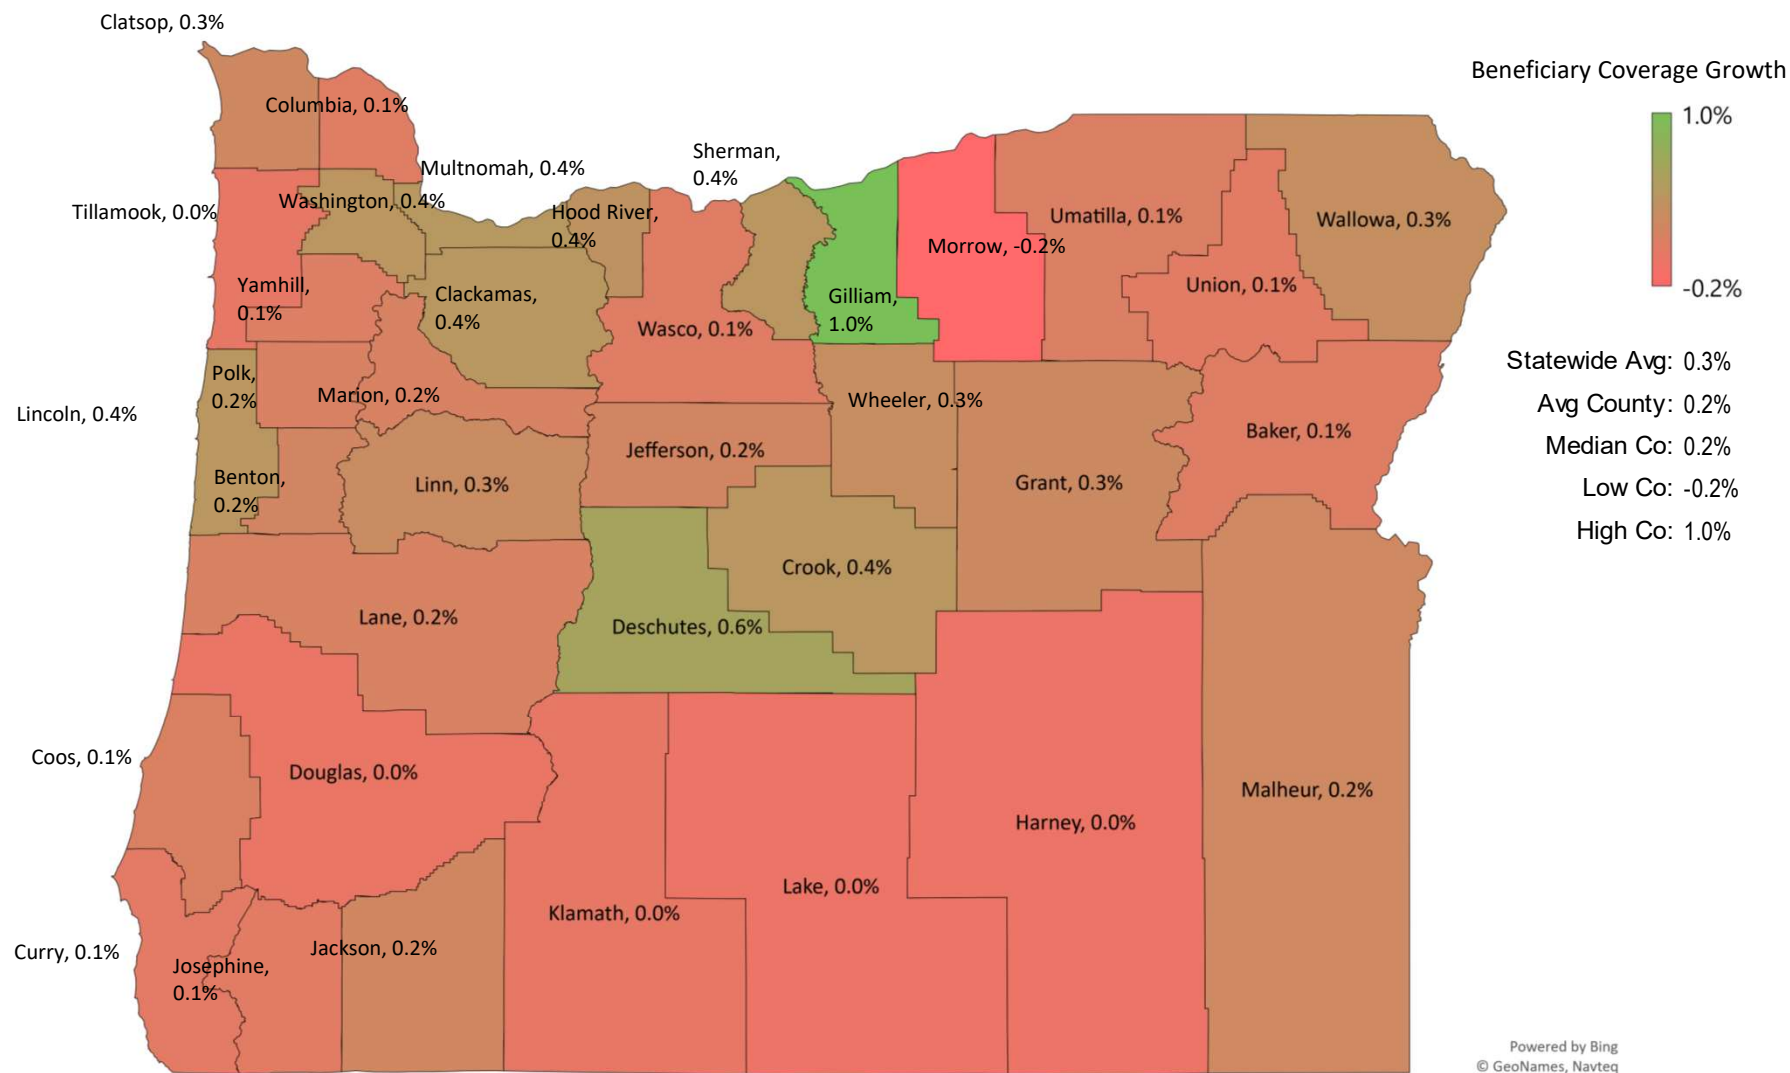 Clatsop, 0.3%
Beneficiary Coverage Growth
Columbia, 0.1%
1.0%
Multnomah, 0.4%
Sherman,
0.4%
Washington, 0.4%
Tillamook, 0.0%
Hood River,
0.4%
Umatilla, 0.1%
Wallowa, 0.3%
Morrow, -0.2%
Yamhill,
0.1%
Clackamas,
0.4%
Gilliam,
1.0%
Union, 0.1%
-0.2%
Wasco, 0.1%
Statewide Avg: 0.3%
Polk,
0.2%
Marion, 0.2%
Lincoln, 0.4%
Wheeler, 0.3%
Avg County: 0.2%
Baker, 0.1%
Median Co: 0.2%
Jefferson, 0.2%
Benton,
0.2%
Linn, 0.3%
Grant, 0.3%
Low Co: -0.2%
High Co: 1.0%
Crook, 0.4%
Lane, 0.2%
Deschutes, 0.6%
Coos, 0.1%
Douglas, 0.0%
Malheur, 0.2%
Harney, 0.0%
Lake, 0.0%
Klamath, 0.0%
Curry, 0.1%
Jackson, 0.2%
Josephine,
0.1%
Powered by Bing
© GeoNames, Navteq